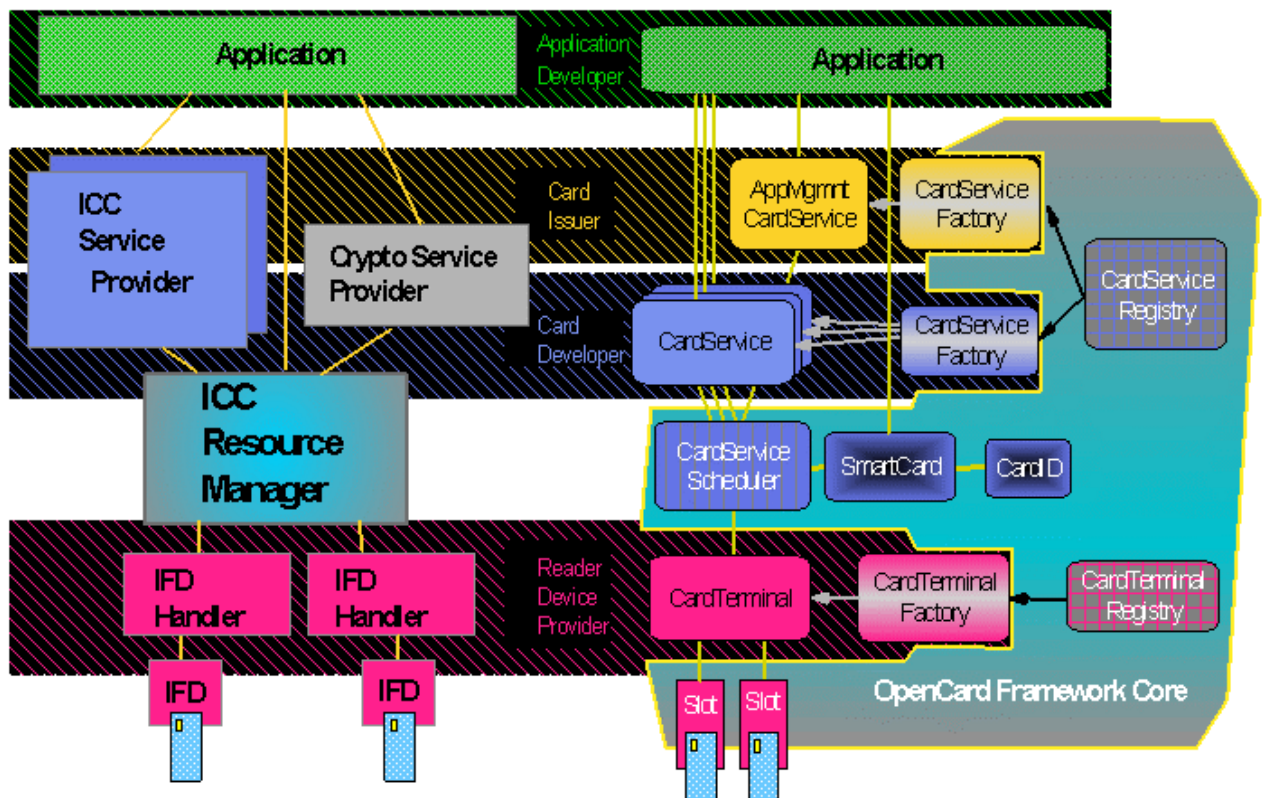 Application
Application
Developer
Application
ICC
Service
Provider
Crypto Service
Provider
Card
Issuer
AppMgmnt
CardService
CardService
Factory
CardService
Registry
Card
Developer
CardService
CardService
Factory
ICC
Resource
Manager
CardService
Scheduler
SmartCard
CardID
IFD
Handler
IFD
Handler
Reader
Device
Provider
CardTerminal
CardTerminal
Factory
CardTerminal
Registry
IFD
IFD
Slot
Slot
OpenCard Framework Core